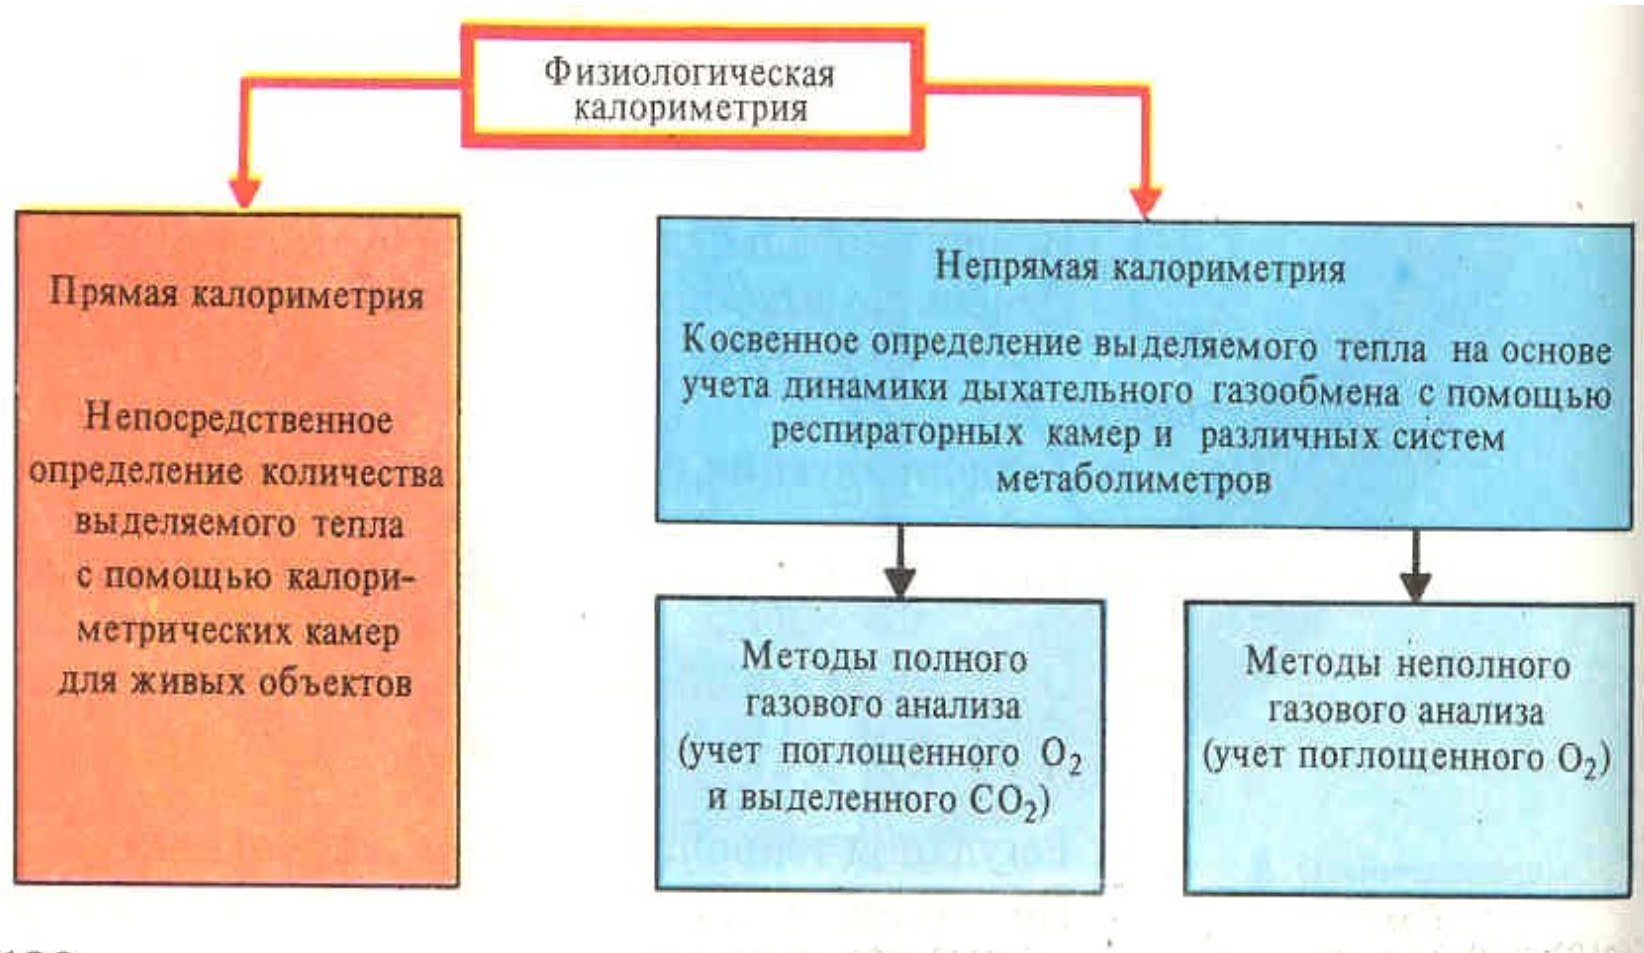 Физиологическая
калориметрия
Прямая калориметрия
Непосредственное
определение количества
выделяемого тепла
с помощью калори-
метрических камер
для живых объектов
Непрямая калориметрия
Косвенное определение выделяемого тепла на основе
учета динамики дыхательного газообмена с помощью
респираторных камер и различных систем
метаболиметров
Методы полного
газового анализа
(учет поглощенного O₂
и выделенного CO₂)
Методы неполного
газового анализа
(учет поглощенного O₂)